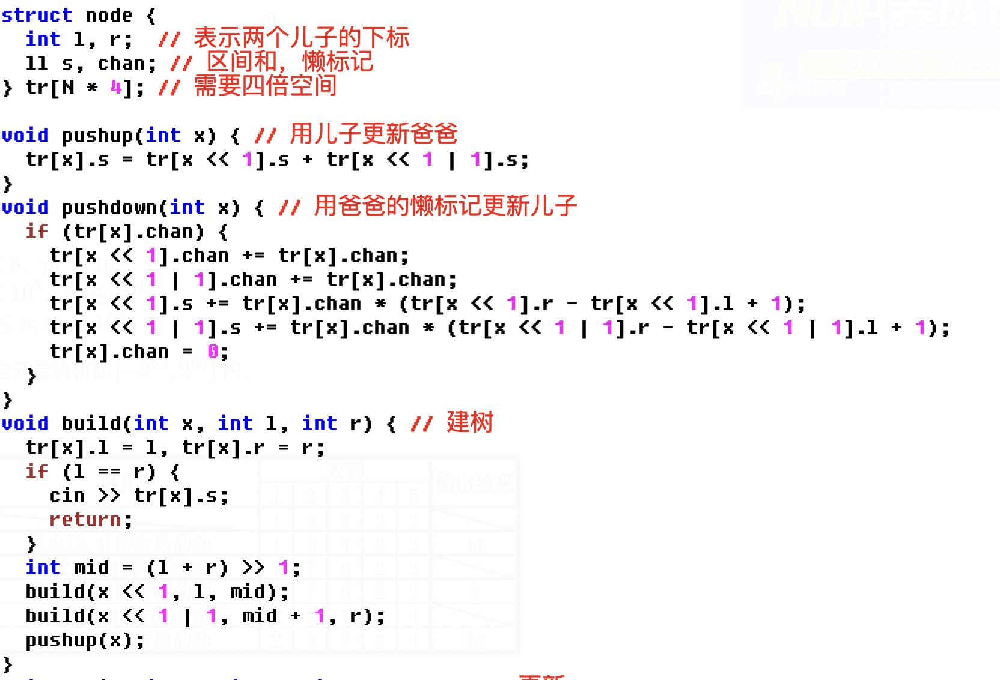 struct node {
  int l, r;  // 表示两个儿子的下标
  ll s, chan; // 区间和，懒标记
} tr[N * 4]; // 需要四倍空间
void pushup(int x) { // 用儿子更新爸爸
  tr[x].s = tr[x << 1].s + tr[x << 1 | 1].s;
}
void pushdown(int x) { // 用爸爸的懒标记更新儿子
  if (tr[x].chan) {
    tr[x << 1].chan += tr[x].chan;
    tr[x << 1 | 1].chan += tr[x].chan;
    tr[x << 1].s += tr[x].chan * (tr[x << 1].r - tr[x << 1].l + 1);
    tr[x << 1 | 1].s += tr[x].chan * (tr[x << 1 | 1].r - tr[x << 1 | 1].l + 1);
    tr[x].chan = 0;
  }
}
void build(int x, int l, int r) { // 建树
  tr[x].l = l, tr[x].r = r;
  if (l == r) {
    cin >> tr[x].s;
    return;
  }
  int mid = (l + r) >> 1;
  build(x << 1, l, mid);
  build(x << 1 | 1, mid + 1, r);
  pushup(x);
}